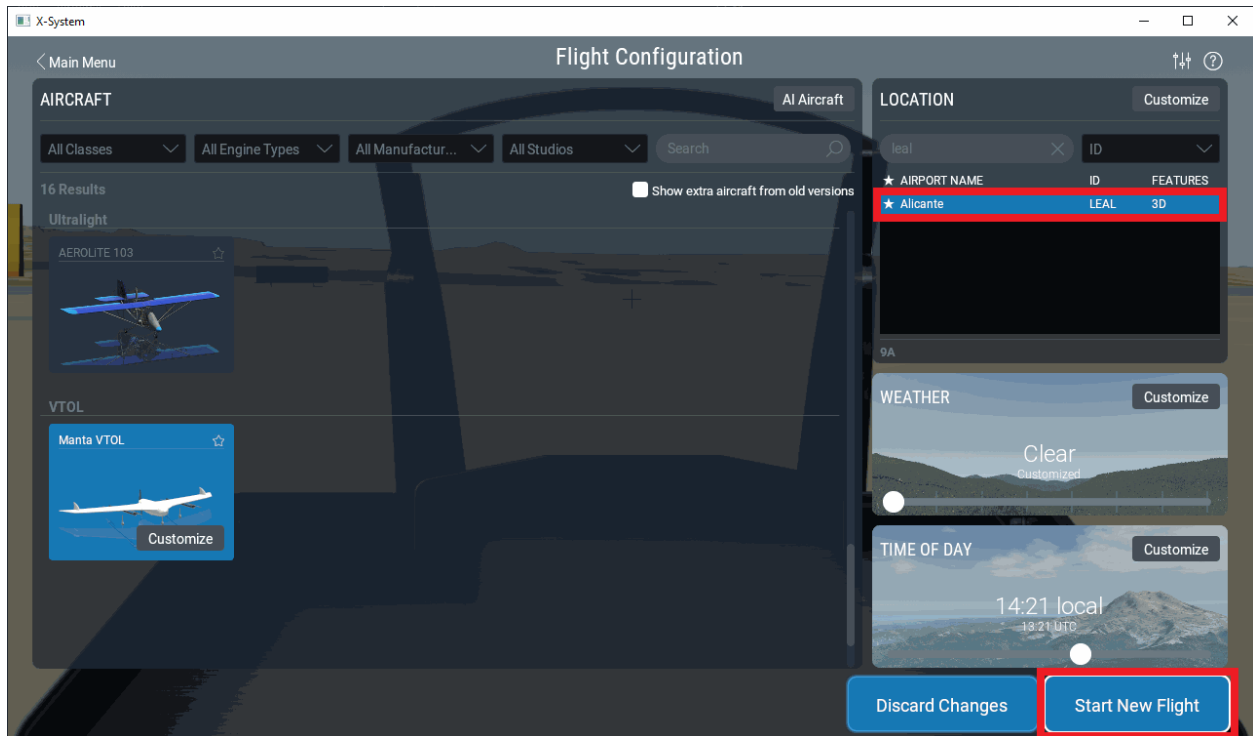 X-System
Main Menu
Flight Configuration
AIRCRAFT
AI Aircraft
All Classes
All Engine Types
All Manufactur...
All Studios
Search
16 Results
Show extra aircraft from old versions
Ultralight
AEROLITE 103
VTOL
Manta VTOL
Customize
LOCATION
Customize
leal
ID
AIRPORT NAME ID FEATURES
Alicante LEAL 3D
9A
WEATHER
Customize
Clear
Customized
TIME OF DAY
Customize
14:21 local
13:21 UTC
Discard Changes
Start New Flight